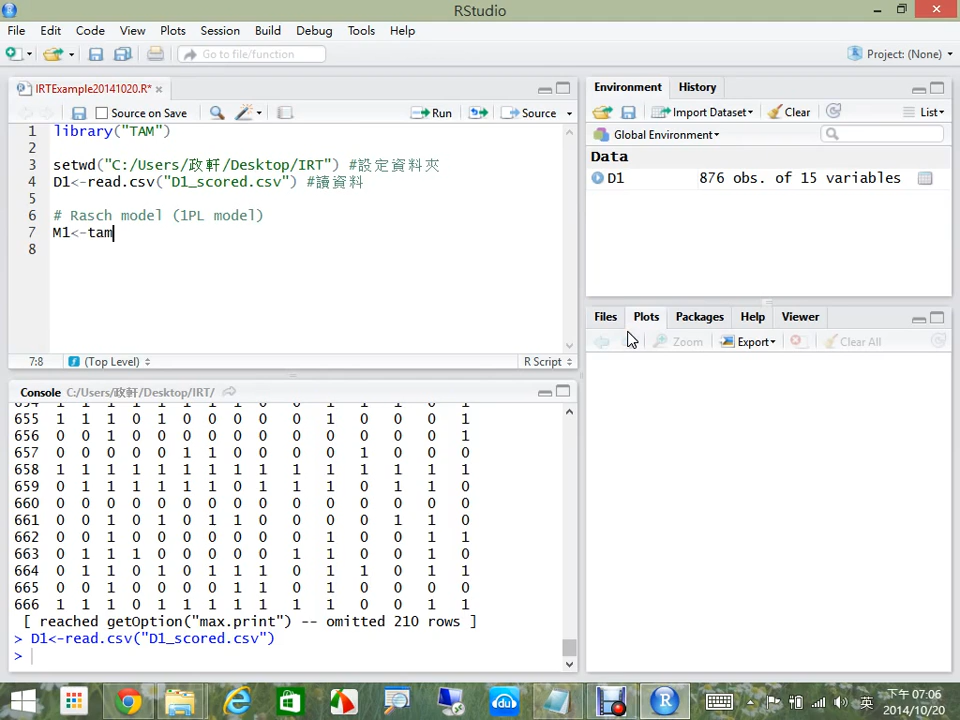 RStudio
File Edit Code View Plots Session Build Debug Tools Help
Go to file/function
Project: (None)
IRTExample20141020.R*
Source on Save
Run
Source
1 library("TAM")
2
3 setwd("C:/Users/政軒/Desktop/IRT") #設定資料夾
4 D1<-read.csv("D1_scored.csv") #讀資料
5
6 # Rasch model (1PL model)
7 M1<-tam
8
7:8 (Top Level) R Script
Environment History
Import Dataset Clear List
Global Environment
Data
D1 876 obs. of 15 variables
Files Plots Packages Help Viewer
Zoom Export Clear All
Console C:/Users/政軒/Desktop/IRT/
655 1 1 1 0 1 0 0 0 0 1 0 0 0 1
656 0 0 1 0 0 0 0 0 0 0 0 0 0 1
657 0 0 0 0 0 1 1 0 0 0 1 0 0 0
658 1 1 1 1 1 1 1 1 1 1 1 1 1 1
659 0 1 1 1 1 1 0 1 1 1 0 1 0 1
660 0 0 0 0 0 0 0 0 0 0 0 0 0 0
661 0 0 1 0 1 0 1 1 0 0 0 1 1 0
662 0 0 1 0 1 0 0 0 0 1 0 0 1 0
663 0 1 1 1 0 0 0 0 1 1 0 1 0 0
664 0 1 1 0 1 0 1 1 0 1 1 0 1 1
665 0 0 1 0 0 0 0 1 1 0 1 0 0 0
666 1 1 1 0 1 1 1 1 1 1 0 0 1 1
[ reached getOption("max.print") -- omitted 210 rows ]
> D1<-read.csv("D1_scored.csv")
>
du
英
下午 07:06
2014/10/20